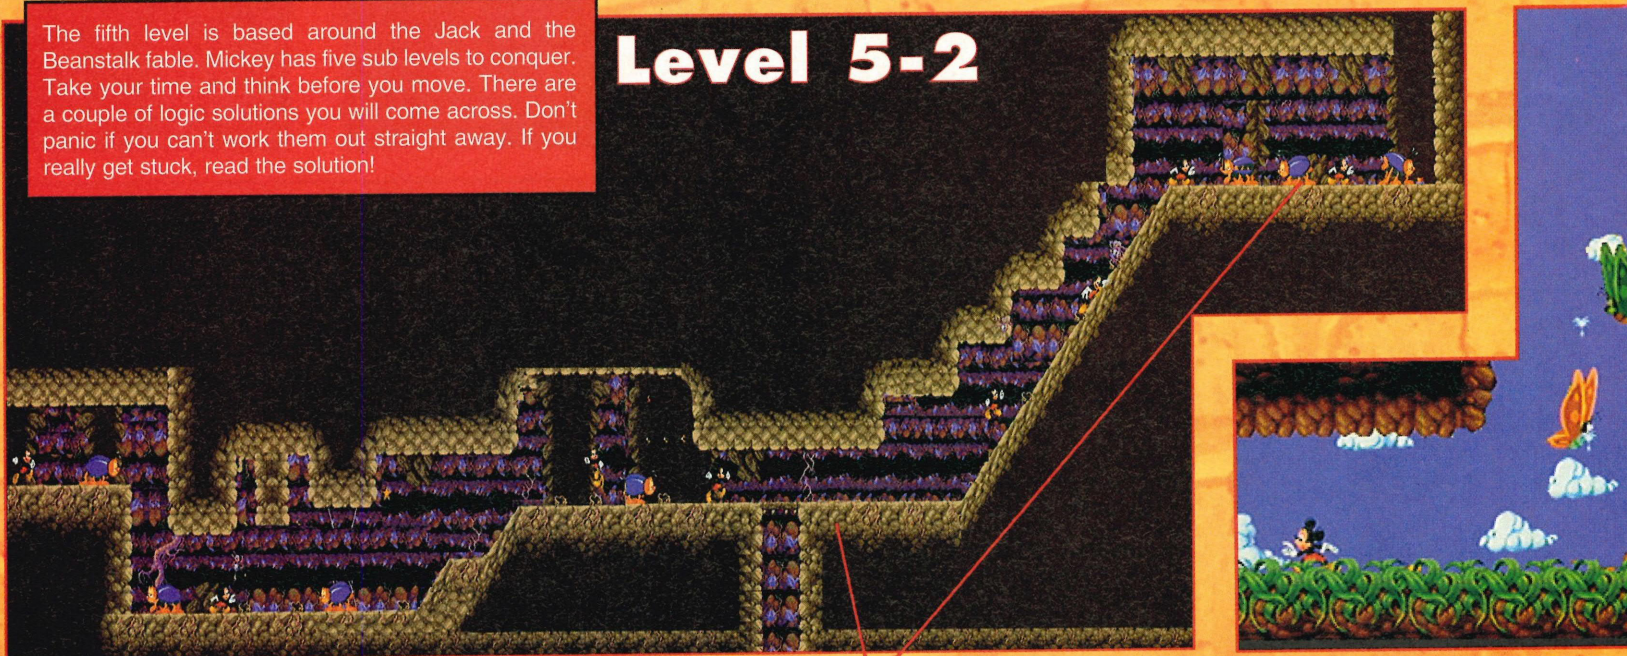 The fifth level is based around the Jack and the
Beanstalk fable. Mickey has five sub levels to conquer.
Take your time and think before you move. There are
a couple of logic solutions you will come across. Don't
panic if you can't work them out straight away. If you
really get stuck, read the solution!
Level 5-2